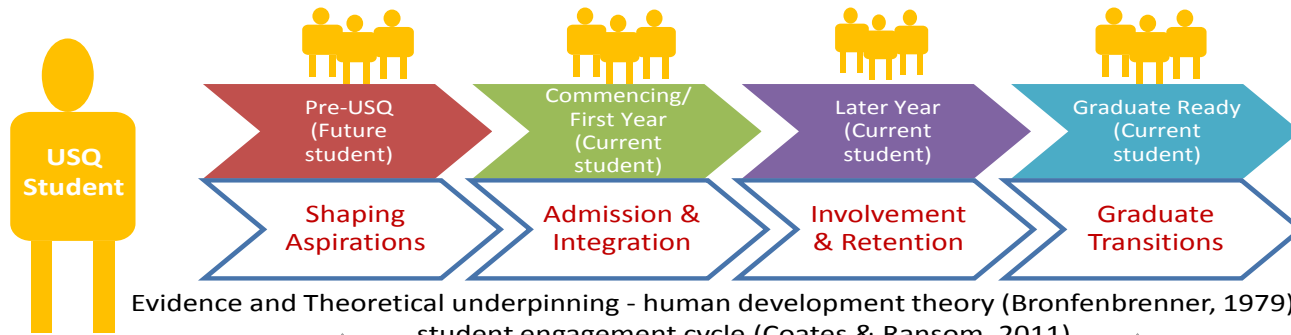 USQ
Student
Pre-USQ
(Future
student)
Commencing/
First Year
(Current
student)
Later Year
(Current
student)
Graduate Ready
(Current
student)
Shaping
Aspirations
Admission &
Integration
Involvement
& Retention
Graduate
Transitions
Evidence and Theoretical underpinning - human development theory (Bronfenbrenner, 1979)
student engagement cycle (Coates & Ransom, 2011)